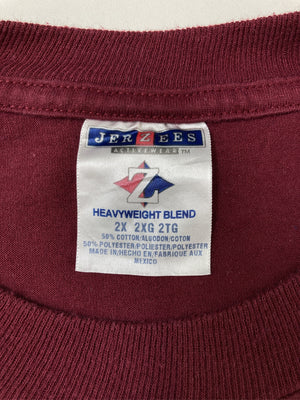 JERZEES
ACTIVEWEAR™
Z
HEAVYWEIGHT BLEND
2X 2XG 2TG
50% COTTON/ALGODON/COTON
50% POLYESTER/POLIESTER/POLYESTER
MADE IN/HECHO EN/FABRIQUE AUX
MEXICO